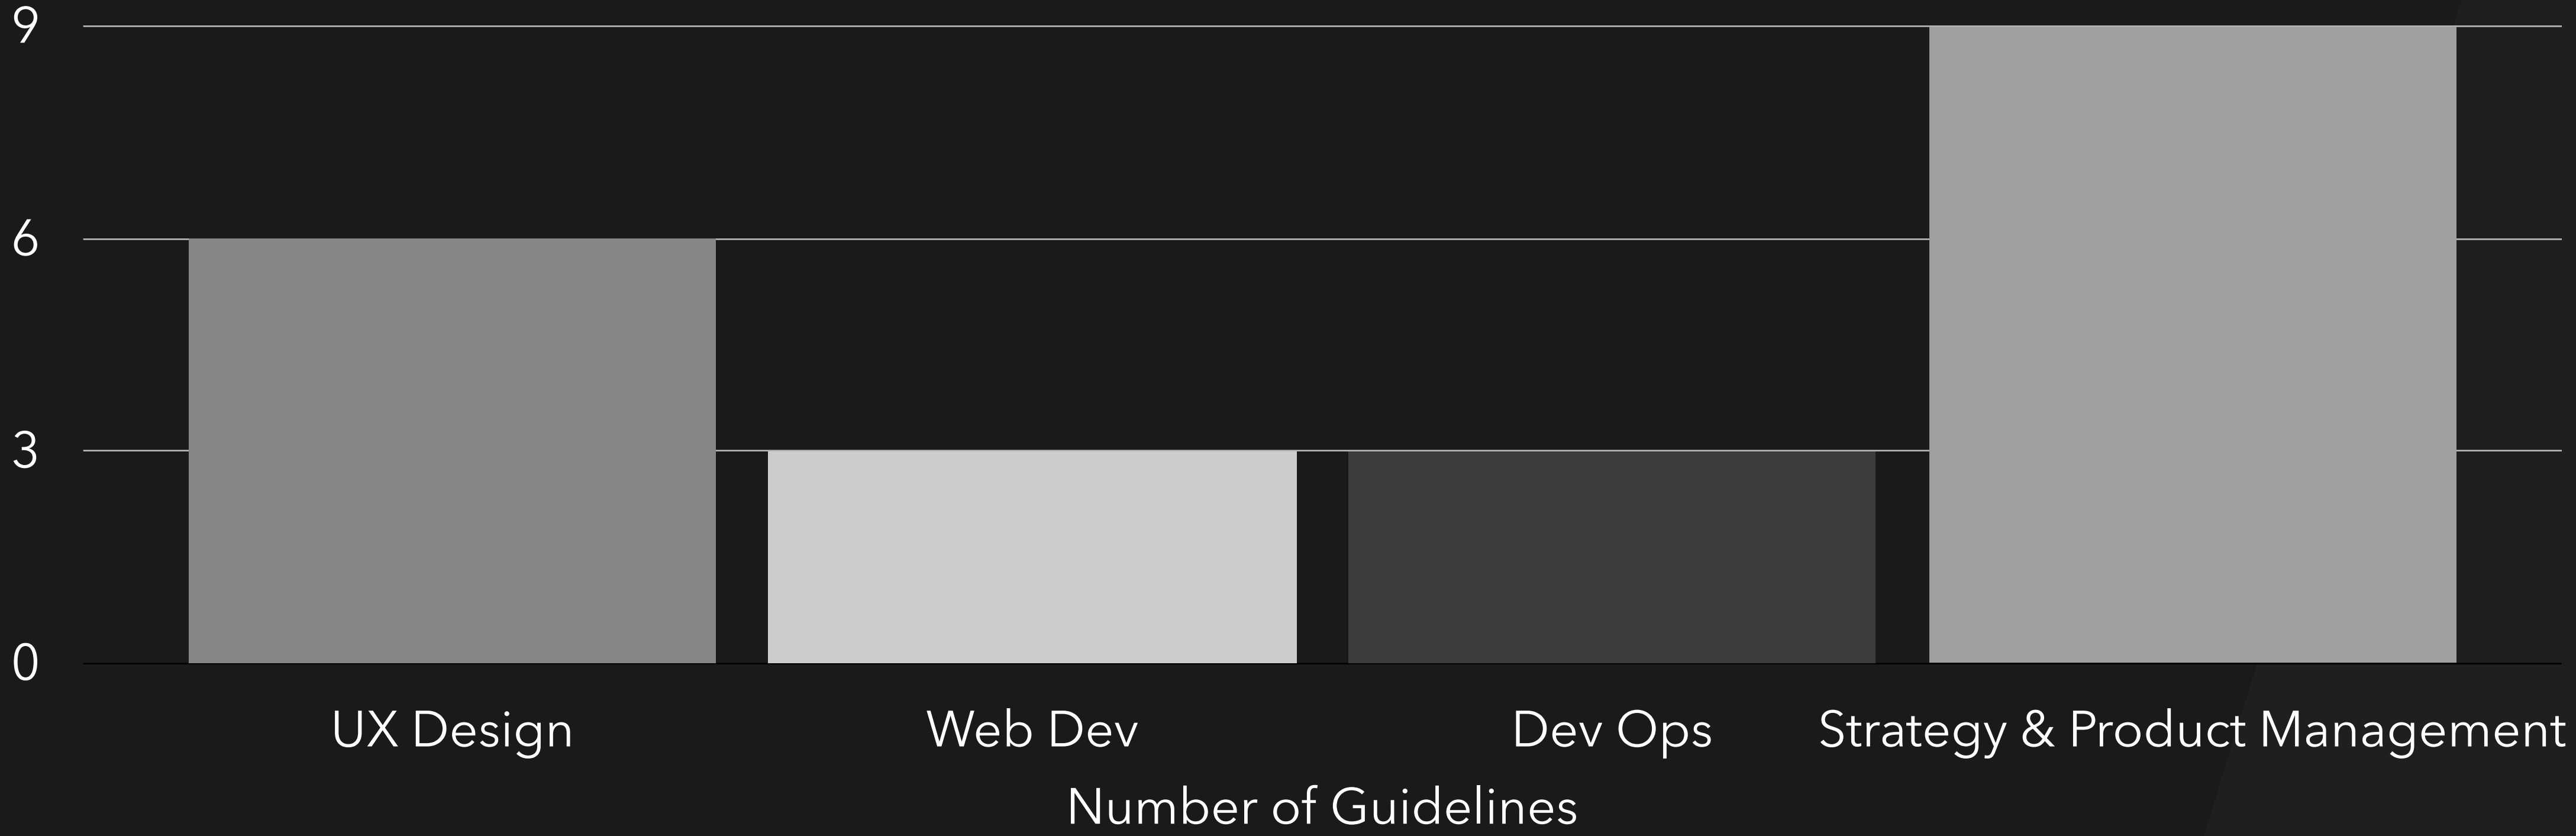 9
6
3
0
UX Design
Web Dev
Dev Ops
Strategy & Product Management
Number of Guidelines